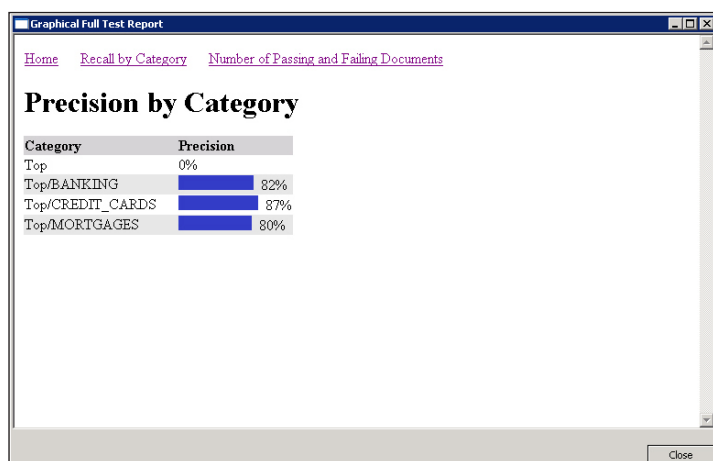 Graphical Full Test Report
Home Recall by Category Number of Passing and Failing Documents
Precision by Category
Category Precision
Top 0%
Top/BANKING 82%
Top/CREDIT_CARDS 87%
Top/MORTGAGES 80%
Close